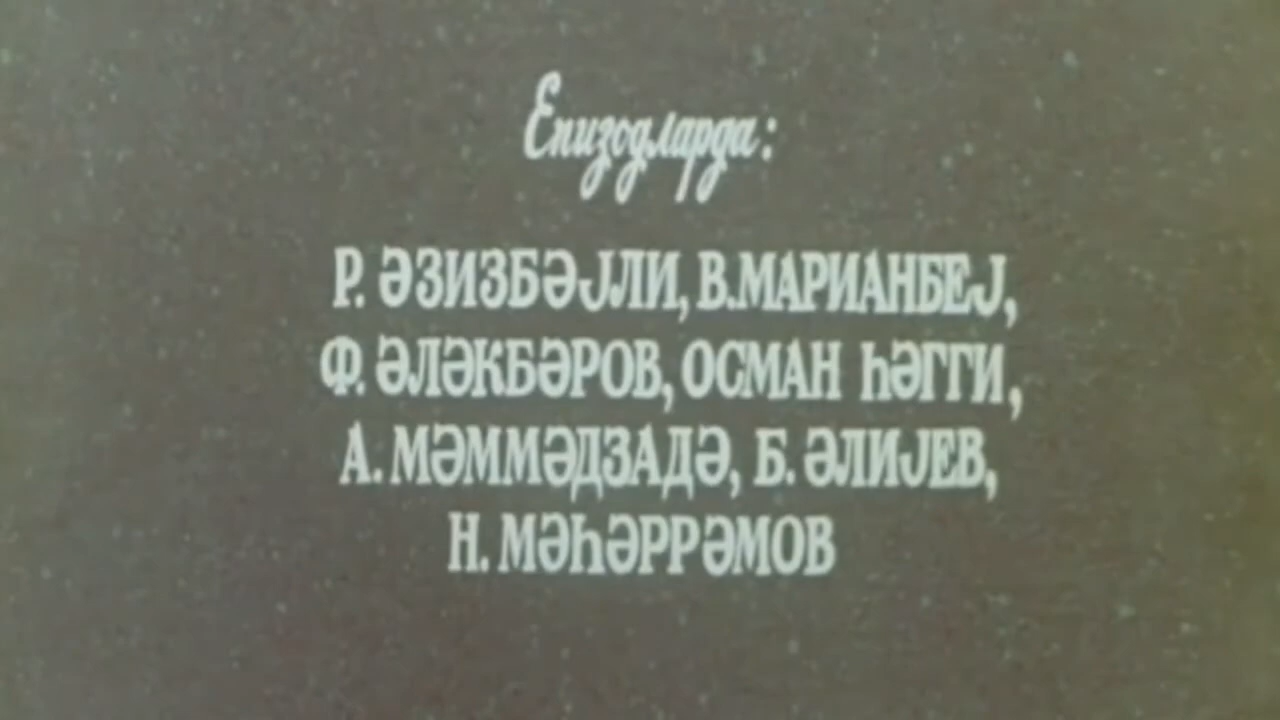 Епизодларда:
Р. ӘЗИЗБӘЈЛИ, В.МАРИАНБЕЈ,
Ф. ӘЛӘКБӘРОВ, ОСМАН ҺӘГГИ,
А. МӘММӘДЗАДӘ, Б. ӘЛИЈЕВ,
Н. МӘҺӘРРӘМОВ